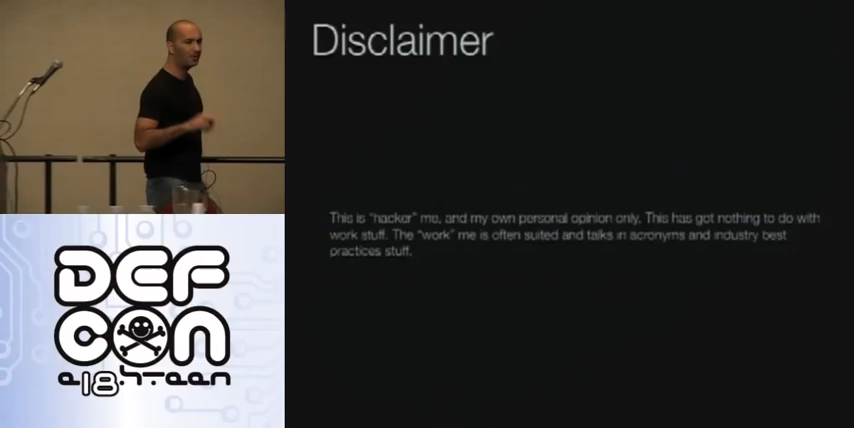 Disclaimer
This is "hacker" me, and my own personal opinion only. This has got nothing to do with
work stuff. The "work" me is often suited and talks in acronyms and industry best
practices stuff.
DEF
CON
e18hteen